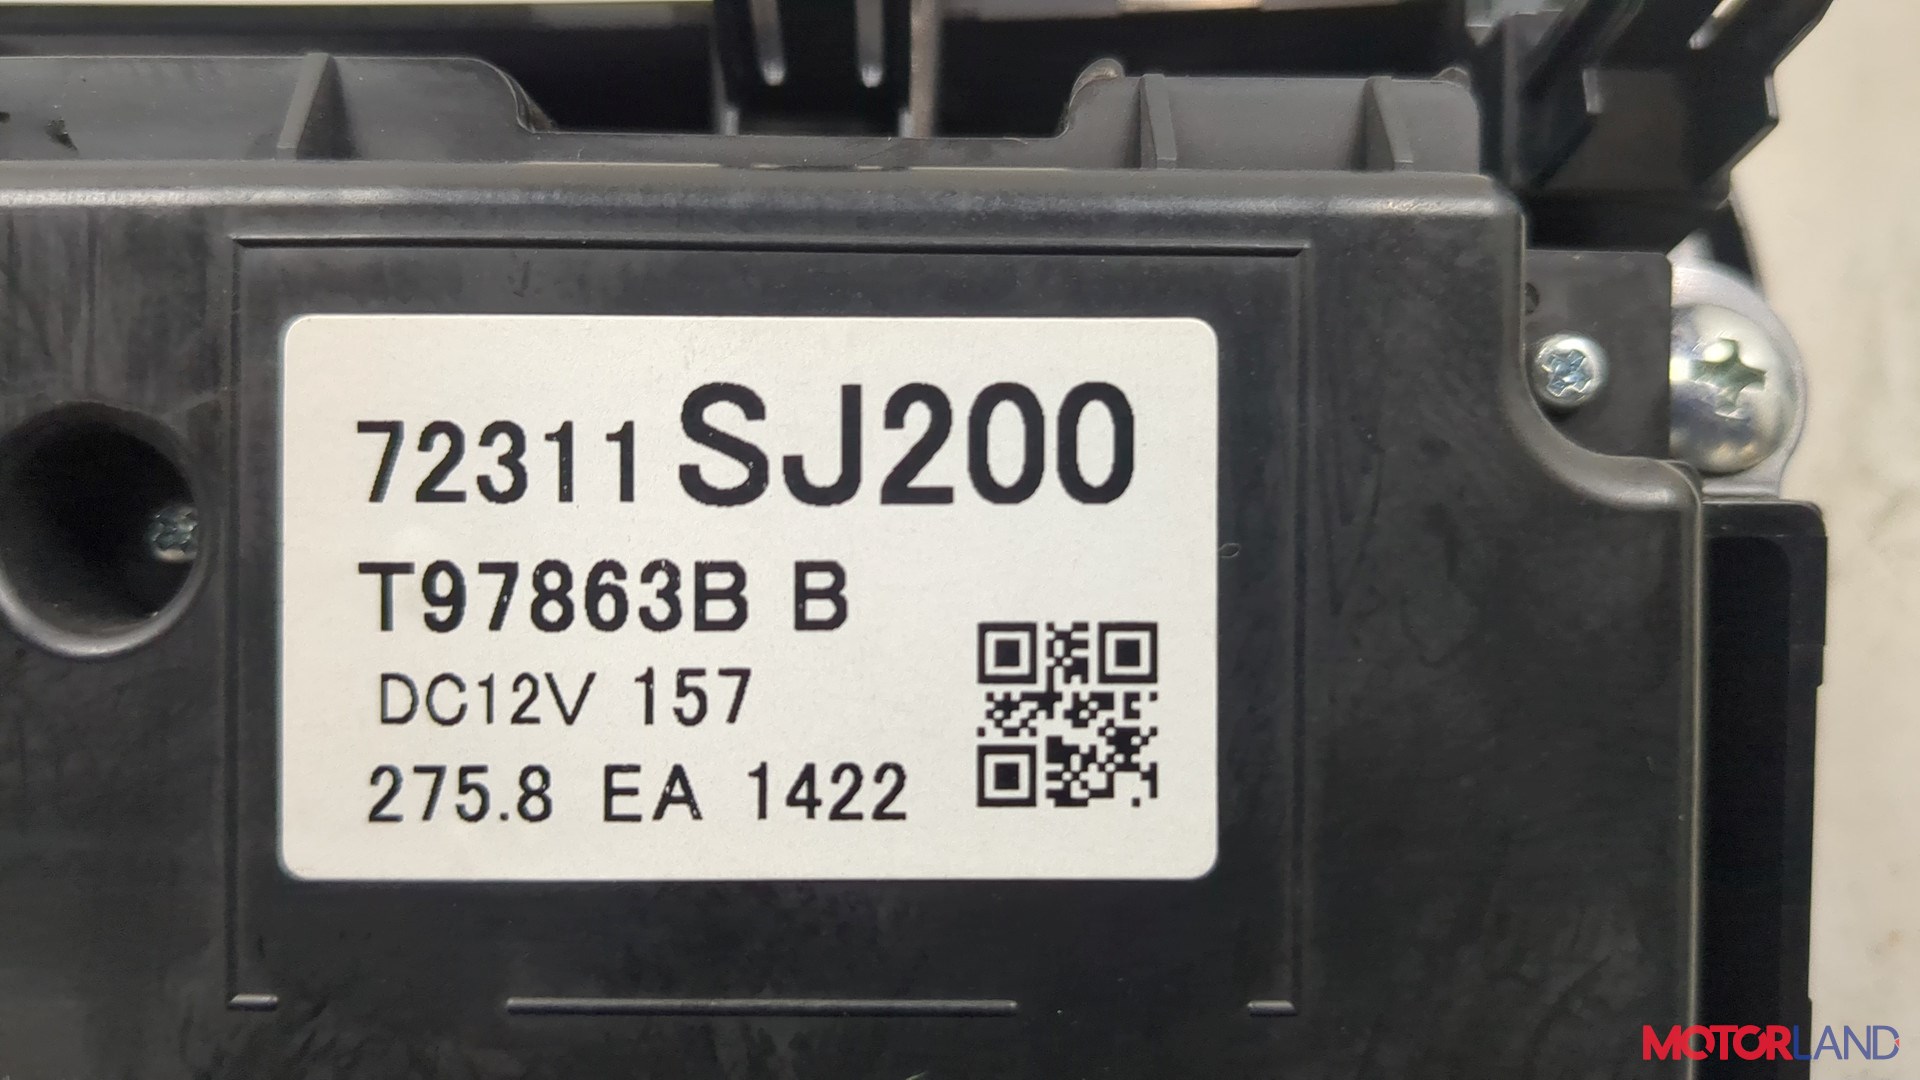 72311 SJ200
T97863B B
DC12V 157
275.8 EA 1422
MOTORLAND